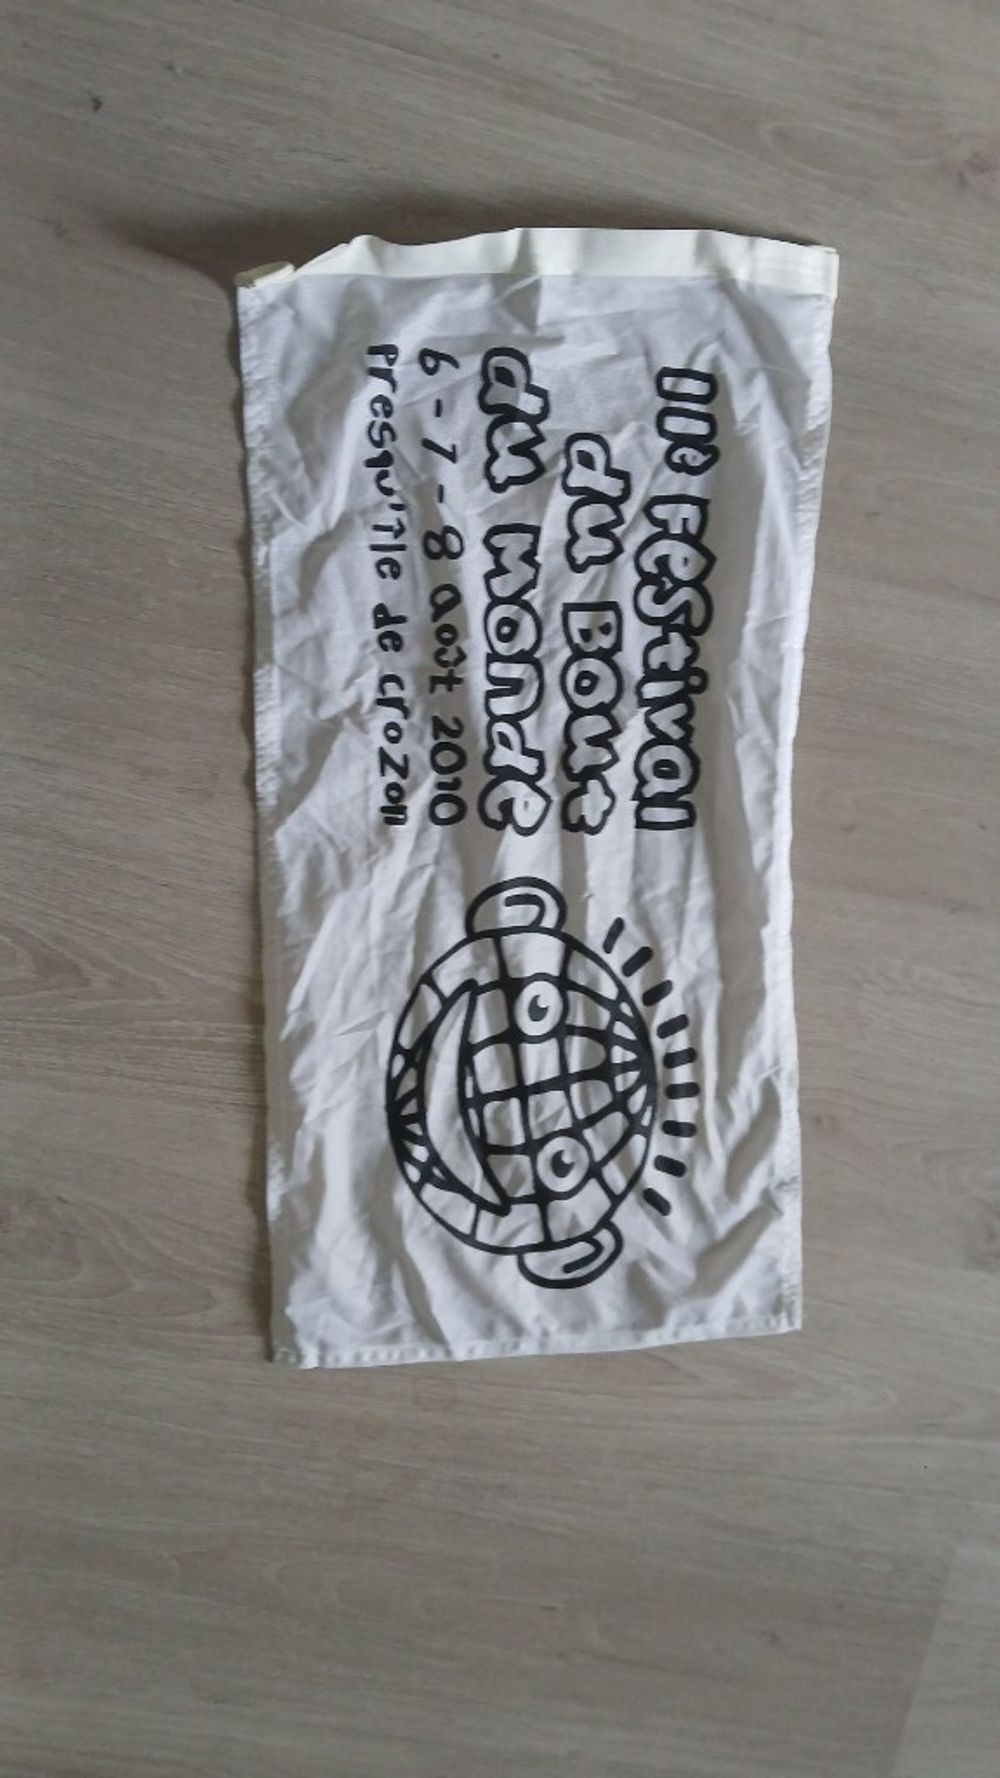 11e Festival
du Bout
du Monde
6-7-8 août 2010
Presqu'île de crozon